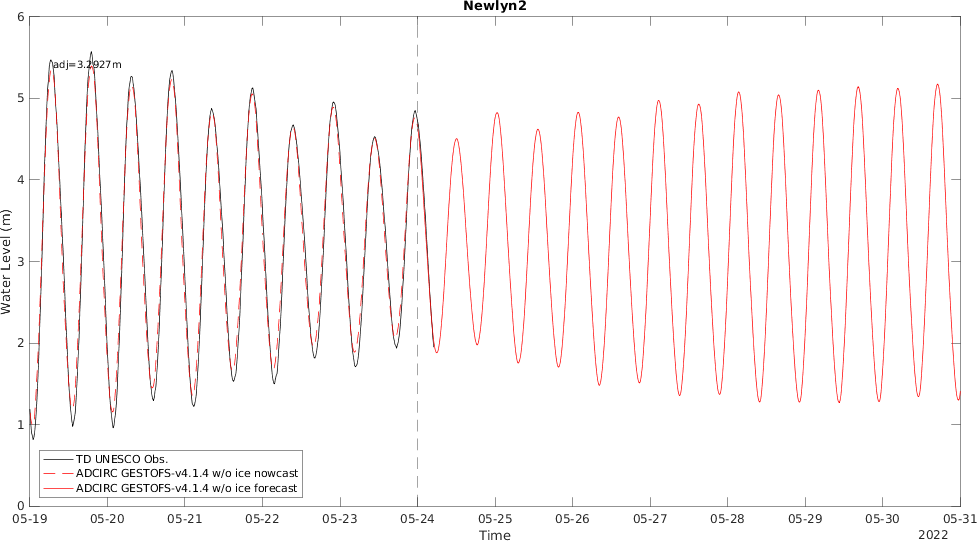 Newlyn2
6
5
4
3
2
1
0
Water Level (m)
adj=3.2927m
TD UNESCO Obs.
ADCIRC GESTOFS-v4.1.4 w/o ice nowcast
ADCIRC GESTOFS-v4.1.4 w/o ice forecast
05-19 05-20 05-21 05-22 05-23 05-24 05-25 05-26 05-27 05-28 05-29 05-30 05-31
Time
2022